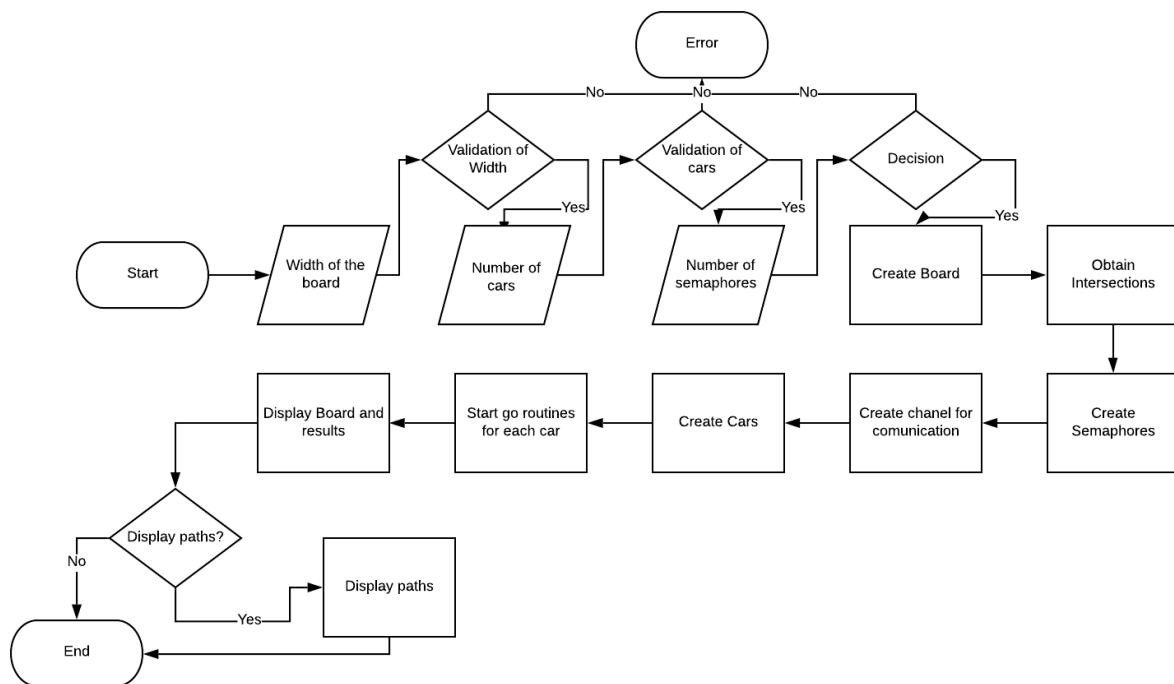 Error
No
No
No
Validation of
Width
Validation of
cars
Decision
Yes
Yes
Yes
Start
Width of the
board
Number of
cars
Number of
semaphores
Create Board
Obtain
Intersections
Display Board and
results
Start go routines
for each car
Create Cars
Create chanel for
comunication
Create
Semaphores
Display paths?
No
Display paths
Yes
End